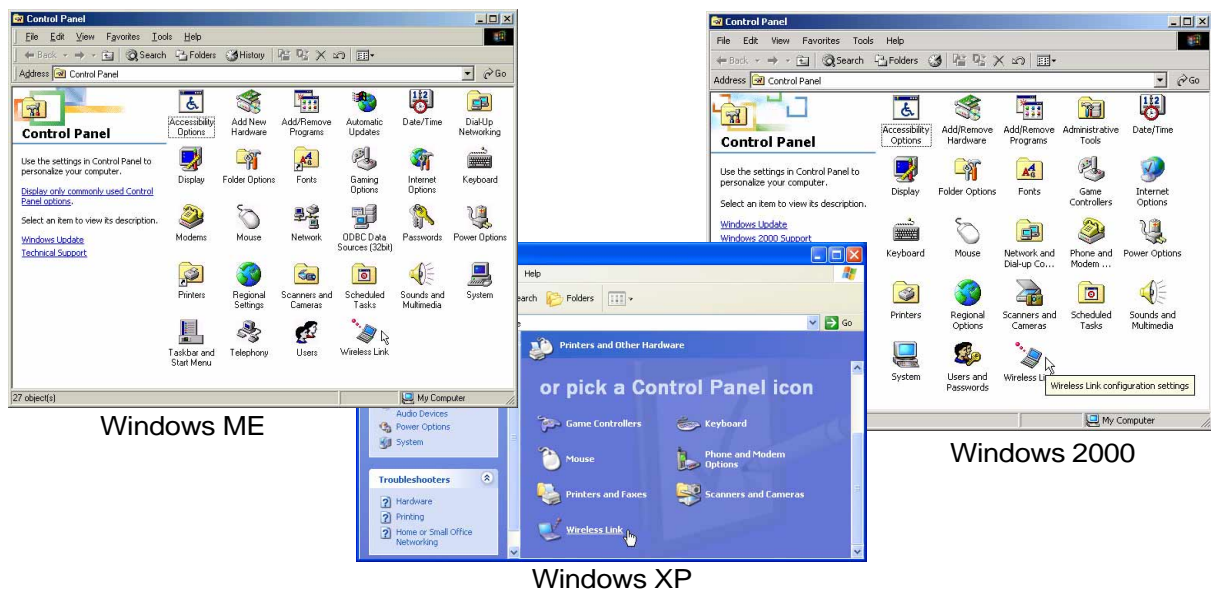 Control Panel
File Edit View Favorites Tools Help
Back Search Folders History
Address Control Panel Go
Control Panel
Use the settings in Control Panel to
personalize your computer.
Display only commonly used Control
Panel options.
Select an item to view its description.
Windows Update
Technical Support
Accessibility
Options
Add New
Hardware
Add/Remove
Programs
Automatic
Updates
Date/Time
Dial-Up
Networking
Display
Folder Options
Fonts
Gaming
Options
Internet
Options
Keyboard
Modems
Mouse
Network
ODBC Data
Sources (32bit)
Passwords
Power Options
Printers
Regional
Settings
Scanners and
Cameras
Scheduled
Tasks
Sounds and
Multimedia
System
Taskbar and
Start Menu
Telephony
Users
Wireless Link
27 object(s)
My Computer
Windows ME
Control Panel
File Edit View Favorites Tools Help
Back Search Folders
Address Control Panel Go
Control Panel
Use the settings in Control Panel to
personalize your computer.
Select an item to view its description.
Windows Update
Windows 2000 Support
Accessibility
Options
Add/Remove
Hardware
Add/Remove
Programs
Administrative
Tools
Date/Time
Display
Folder Options
Fonts
Game
Controllers
Internet
Options
Keyboard
Mouse
Network and
Dial-up Co...
Phone and
Modem ...
Power Options
Printers
Regional
Options
Scanners and
Cameras
Scheduled
Tasks
Sounds and
Multimedia
System
Users and
Passwords
Wireless Li
Wireless Link configuration settings
My Computer
Windows 2000
Help
earch Folders
Go
Printers and Other Hardware
or pick a Control Panel icon
Audio Devices
Power Options
System
Troubleshooters
Hardware
Printing
Home or Small Office
Networking
Game Controllers
Keyboard
Mouse
Phone and Modem
Options
Printers and Faxes
Scanners and Cameras
Wireless Link
Windows XP